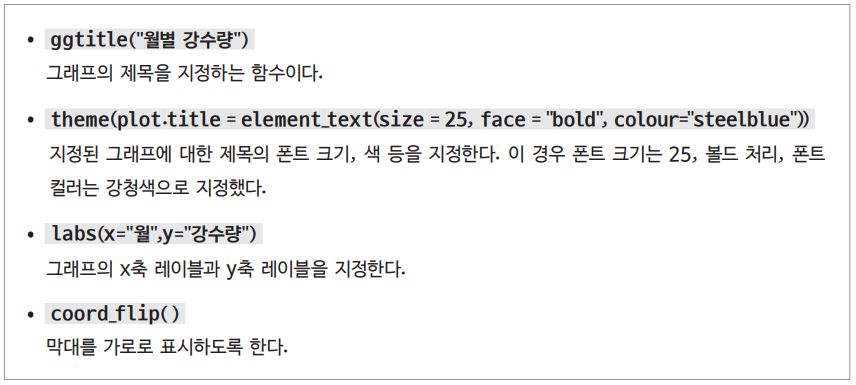 • ggtitle("월별 강수량")
그래프의 제목을 지정하는 함수이다.
• theme(plot.title = element_text(size = 25, face = "bold", colour="steelblue"))
지정된 그래프에 대한 제목의 폰트 크기, 색 등을 지정한다. 이 경우 폰트 크기는 25, 볼드 처리, 폰트
컬러는 강청색으로 지정했다.
• labs(x="월",y="강수량")
그래프의 x축 레이블과 y축 레이블을 지정한다.
• coord_flip()
막대를 가로로 표시하도록 한다.